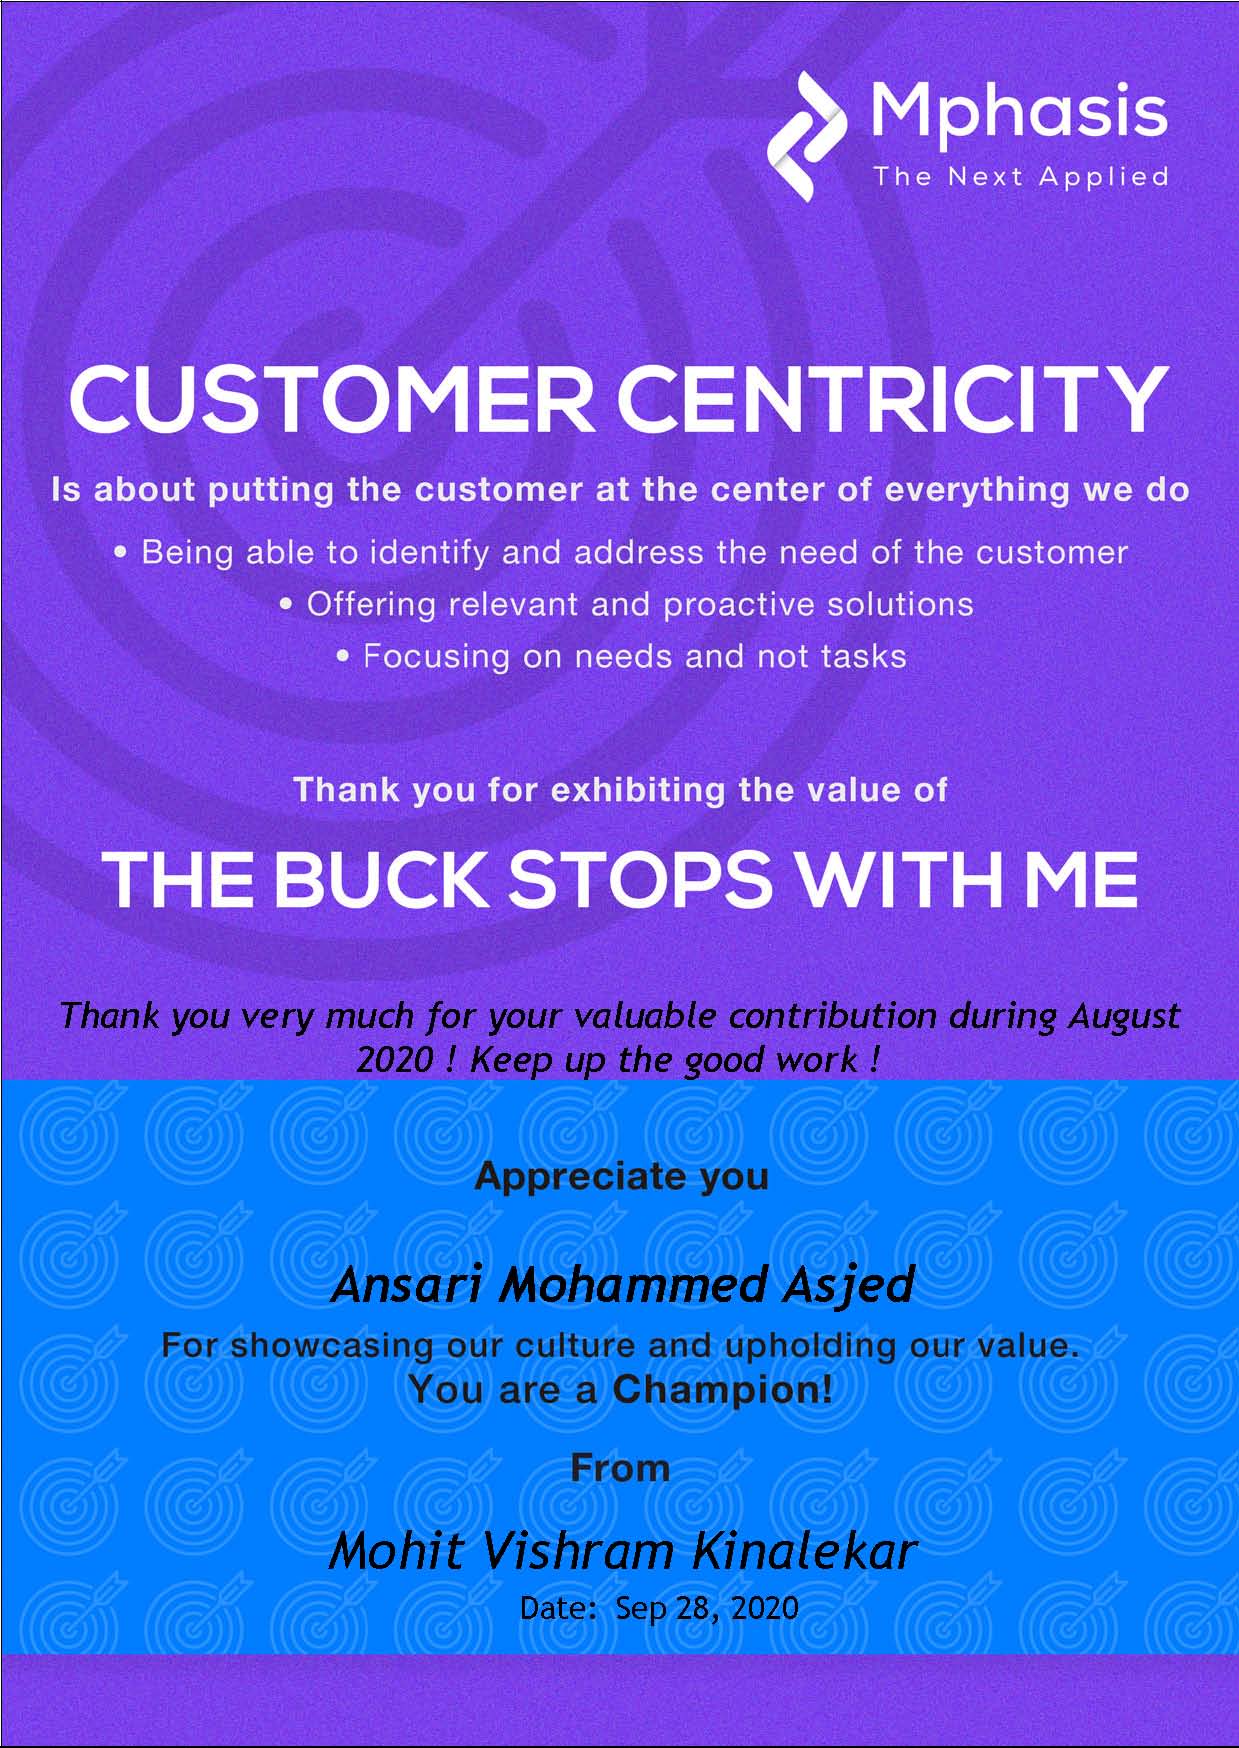 Mphasis
The Next Applied
CUSTOMER CENTRICITY
Is about putting the customer at the center of everything we do
• Being able to identify and address the need of the customer
• Offering relevant and proactive solutions
• Focusing on needs and not tasks
Thank you for exhibiting the value of
THE BUCK STOPS WITH ME
Thank you very much for your valuable contribution during August
2020 ! Keep up the good work !
Appreciate you
Ansari Mohammed Asjed
For showcasing our culture and upholding our value.
You are a Champion!
From
Mohit Vishram Kinalekar
Date: Sep 28, 2020